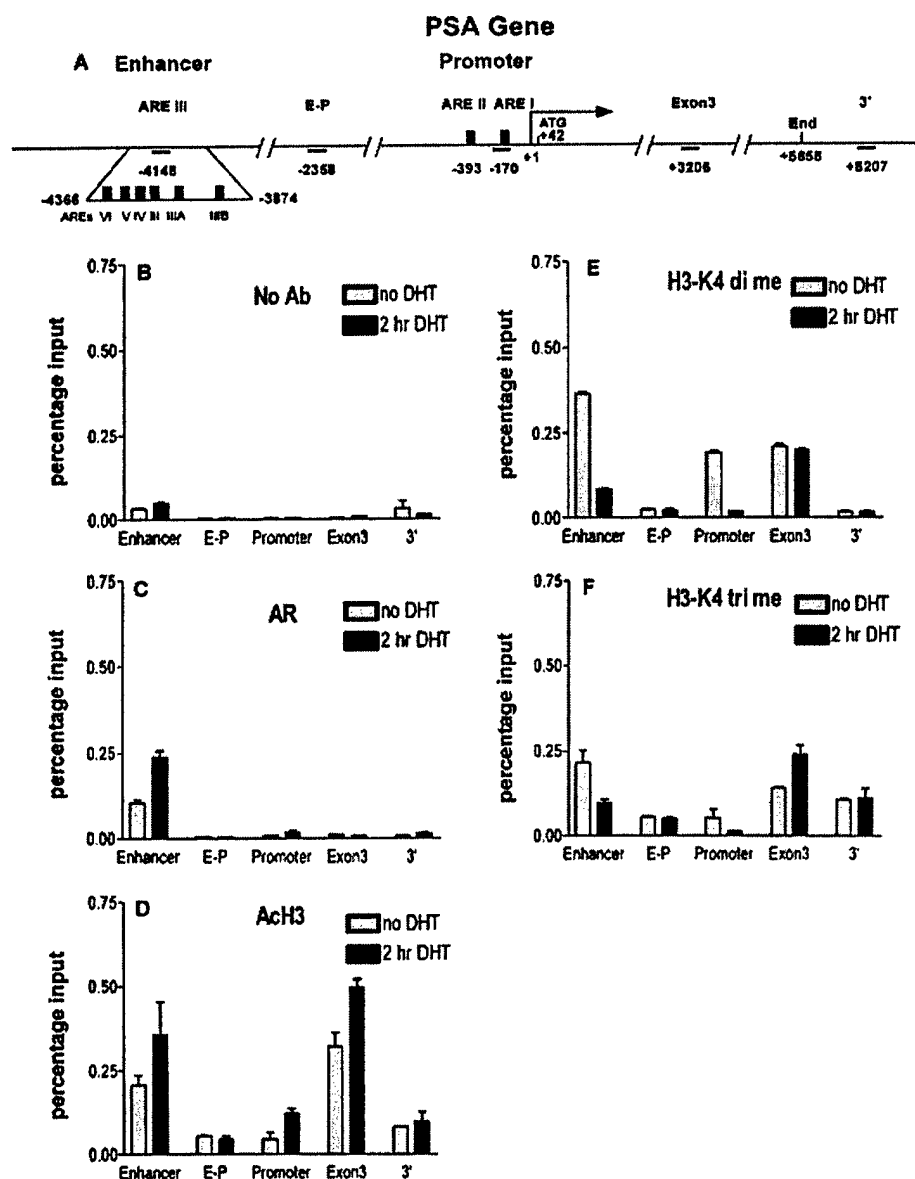 PSA Gene
A Enhancer Promoter
ARE III E-P ARE II ARE I Exon3 3'
ATG
+42
End
-4148 -2358 -393 -170 +1 +3206 +5858 +8207
-4366 -3874
AREs VI V IV III IIIA IIIB
B
No Ab
no DHT
2 hr DHT
percentage input
0.75
0.50
0.25
0.00
Enhancer E-P Promoter Exon3 3'
E
H3-K4 di me
no DHT
2 hr DHT
percentage input
0.75
0.50
0.25
0.00
Enhancer E-P Promoter Exon3 3'
C
AR
no DHT
2 hr DHT
percentage input
0.75
0.50
0.25
0.00
Enhancer E-P Promoter Exon3 3'
F
H3-K4 tri me
no DHT
2 hr DHT
percentage input
0.75
0.50
0.25
0.00
Enhancer E-P Promoter Exon3 3'
D
AcH3
no DHT
2 hr DHT
percentage input
0.75
0.50
0.25
0.00
Enhancer E-P Promoter Exon3 3'